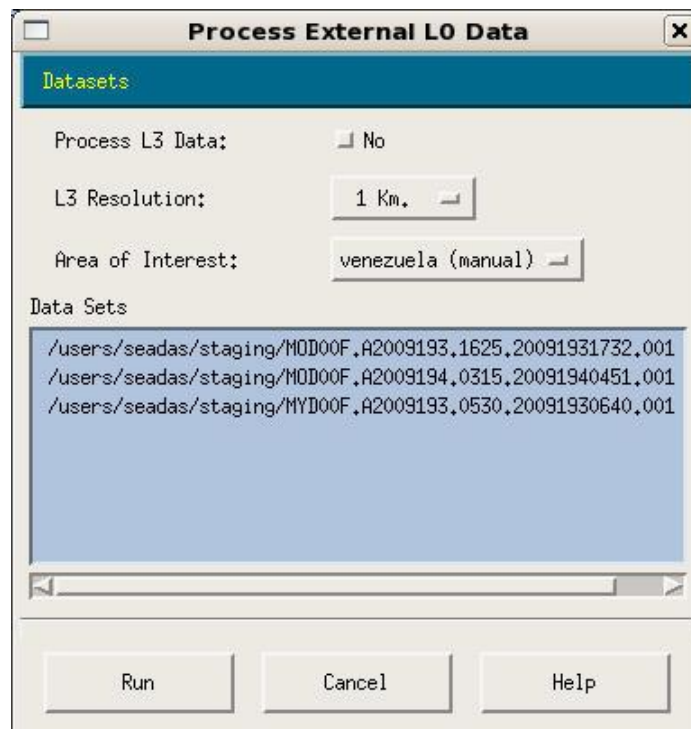 Process External L0 Data
Datasets
Process L3 Data: No
L3 Resolution: 1 Km.
Area of Interest: venezuela (manual)
Data Sets
/users/seadas/staging/MOD00F.A2009193.1625.20091931732.001
/users/seadas/staging/MOD00F.A2009194.0315.20091940451.001
/users/seadas/staging/MYD00F.A2009193.0530.20091930640.001
Run Cancel Help